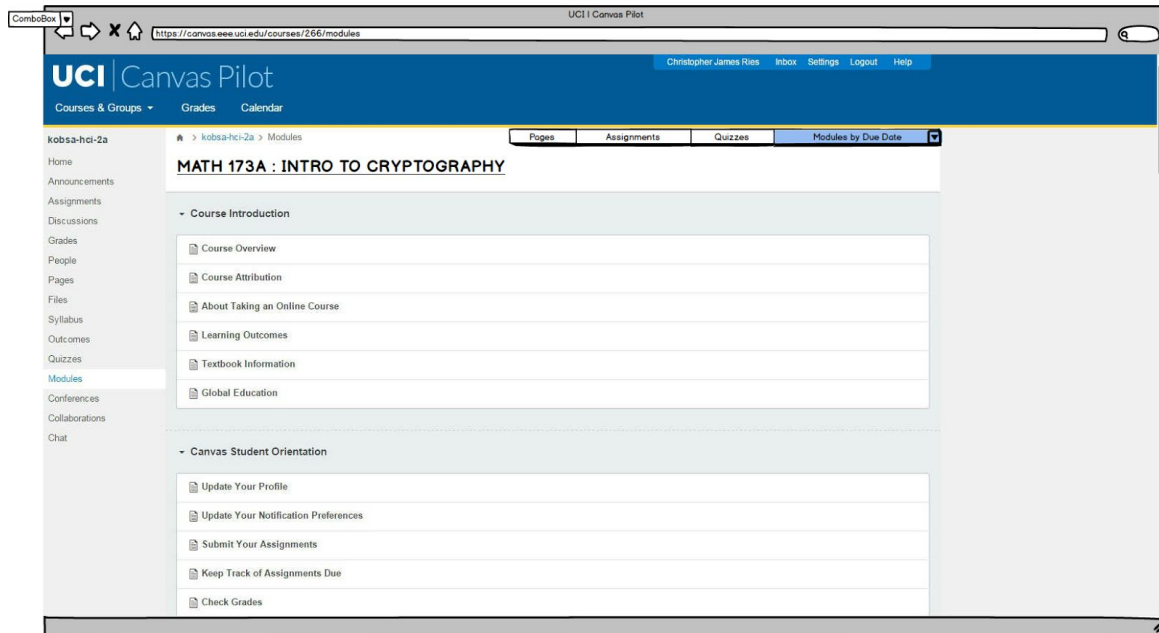 UCI | Canvas Pilot
ComboBox
https://canvas.eee.uci.edu/courses/266/modules
Christopher James Ries Inbox Settings Logout Help
UCI | Canvas Pilot
Courses & Groups Grades Calendar
kobsa-hci-2a
Home
Announcements
Assignments
Discussions
Grades
People
Pages
Files
Syllabus
Outcomes
Quizzes
Modules
Conferences
Collaborations
Chat
> kobsa-hci-2a > Modules
Pages Assignments Quizzes Modules by Due Date
MATH 173A : INTRO TO CRYPTOGRAPHY
Course Introduction
Course Overview
Course Attribution
About Taking an Online Course
Learning Outcomes
Textbook Information
Global Education
Canvas Student Orientation
Update Your Profile
Update Your Notification Preferences
Submit Your Assignments
Keep Track of Assignments Due
Check Grades